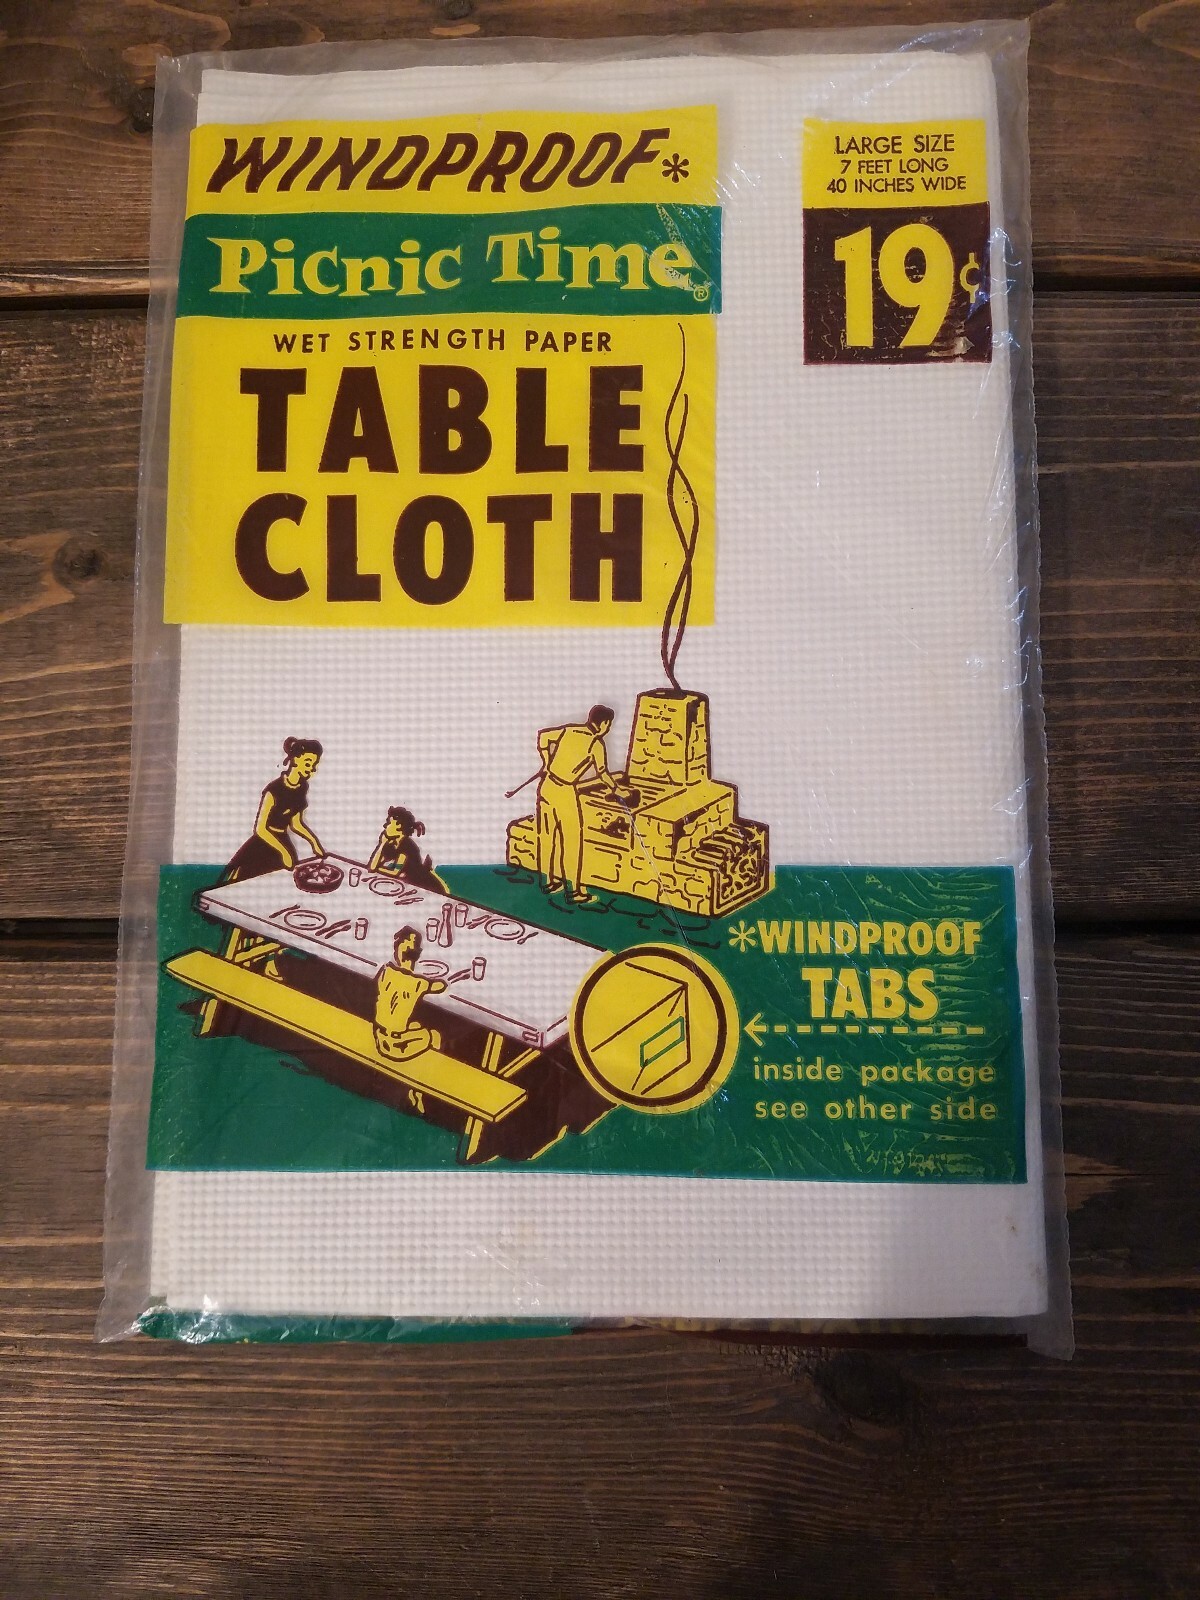 WINDPROOF*
Picnic Time®
WET STRENGTH PAPER
TABLE
CLOTH
LARGE SIZE
7 FEET LONG
40 INCHES WIDE
19¢
*WINDPROOF
TABS
inside package
see other side